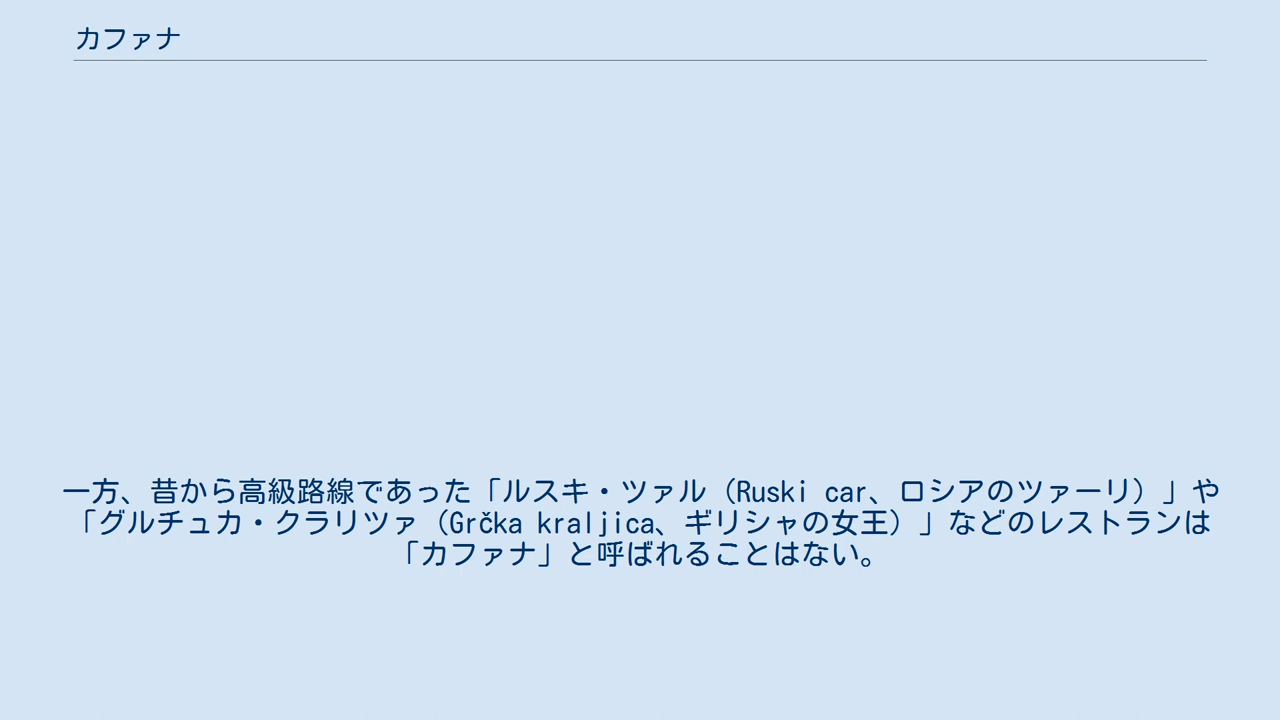 カファナ
一方、昔から高級路線であった「ルスキ・ツァル（Ruski car、ロシアのツァーリ）」や
「グルチュカ・クラリツァ（Grčka kraljica、ギリシャの女王）」などのレストランは
「カファナ」と呼ばれることはない。